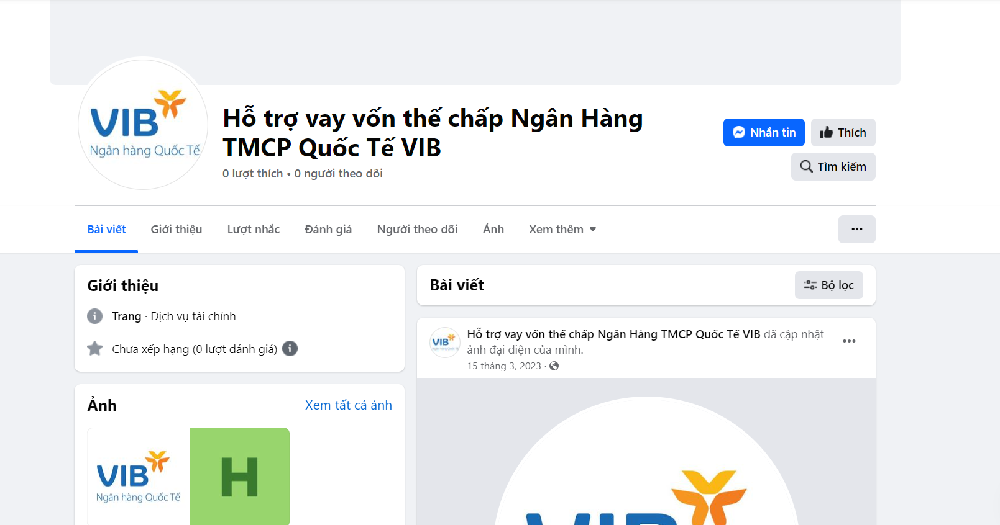 VIB
Ngân hàng Quốc Tế
Hỗ trợ vay vốn thế chấp Ngân Hàng
TMCP Quốc Tế VIB
0 lượt thích • 0 người theo dõi
Nhắn tin
Thích
Tìm kiếm
Bài viết
Giới thiệu
Lượt nhắc
Đánh giá
Người theo dõi
Ảnh
Xem thêm
Giới thiệu
Trang · Dịch vụ tài chính
Chưa xếp hạng (0 lượt đánh giá)
Ảnh
Xem tất cả ảnh
VIB
Ngân hàng Quốc Tế
H
Bài viết
Bộ lọc
VIB
Ngân hàng Quốc Tế
Hỗ trợ vay vốn thế chấp Ngân Hàng TMCP Quốc Tế VIB đã cập nhật
ảnh đại diện của mình.
15 tháng 3, 2023 ·
VIB